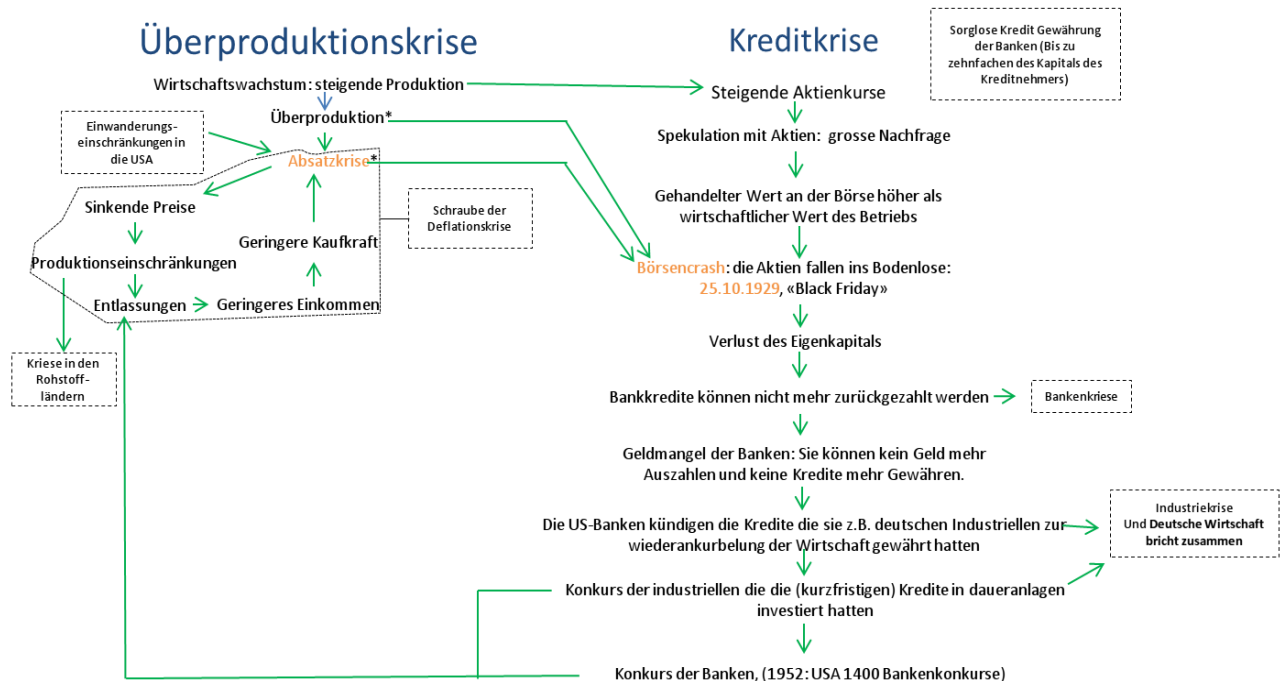 Überproduktionskrise
Wirtschaftswachstum: steigende Produktion
Überproduktion*
Einwanderungs-
einschränkungen in
die USA
Absatzkrise*
Sinkende Preise
Schraube der
Deflationskrise
Geringere Kaufkraft
Produktionseinschränkungen
Entlassungen
Geringeres Einkommen
Kriese in den
Rohstoff-
ländern
Kreditkrise
Sorglose Kredit Gewährung
der Banken (Bis zu
zehnfachen des Kapitals des
Kreditnehmers)
Steigende Aktienkurse
Spekulation mit Aktien: grosse Nachfrage
Gehandelter Wert an der Börse höher als
wirtschaftlicher Wert des Betriebs
Börsencrash: die Aktien fallen ins Bodenlose:
25.10.1929, «Black Friday»
Verlust des Eigenkapitals
Bankkredite können nicht mehr zurückgezahlt werden
Bankenkriese
Geldmangel der Banken: Sie können kein Geld mehr
Auszahlen und keine Kredite mehr Gewähren.
Die US-Banken kündigen die Kredite die sie z.B. deutschen Industriellen zur
wiederankurbelung der Wirtschaft gewährt hatten
Industriekrise
Und Deutsche Wirtschaft
bricht zusammen
Konkurs der industriellen die die (kurzfristigen) Kredite in daueranlagen
investiert hatten
Konkurs der Banken, (1952: USA 1400 Bankenkonkurse)